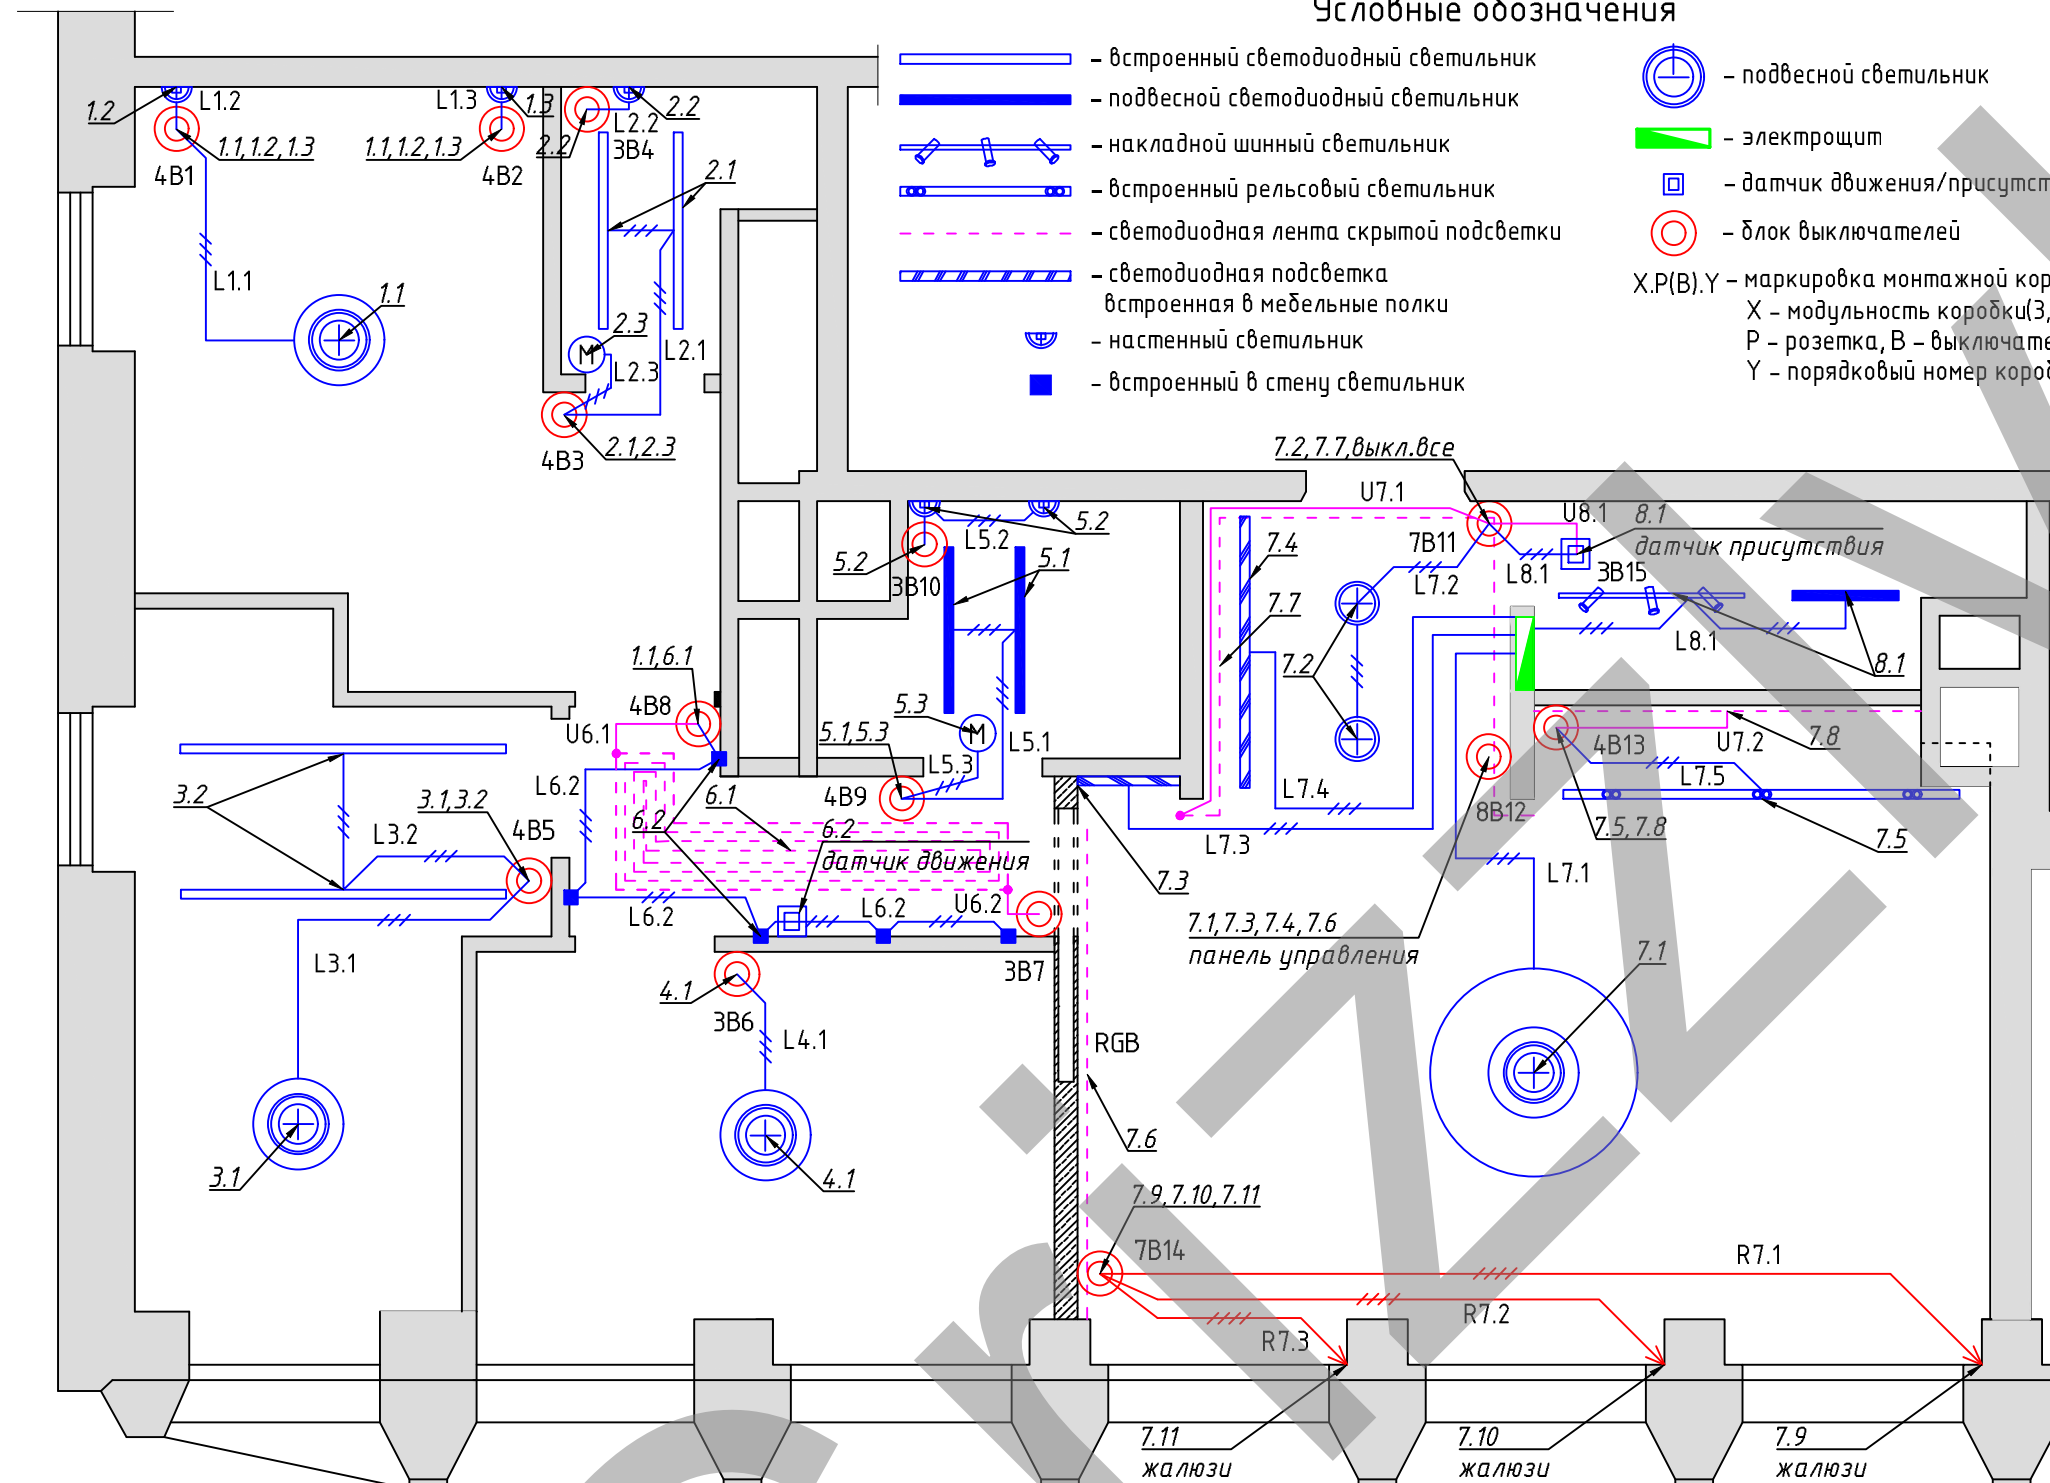 Условные обозначения
– встроенный светодиодный светильник
– подвесной светодиодный светильник
– накладной шинный светильник
– встроенный рельсовый светильник
– светодиодная лента скрытой подсветки
– светодиодная подсветка
встроенная в мебельные полки
– настенный светильник
– встроенный в стену светильник
– подвесной светильник
– электрощит
– датчик движения/
– блок выключателей
X.P(B).Y – маркировка монтажной
X – модульность коробки(3,
P – розетка, B –
Y – порядковый номер
1.2
L1.2
L1.3
1.3
2.2
1.1,1.2,1.3
1.1,1.2,1.3
2.2
L2.2
3B4
4B1
4B2
2.1
L1.1
1.1
2.3
L2.1
L2.3
M
4B3
2.1,2.3
7.2,7.7,выкл.все
U7.1
U8.1
8.1
датчик присутствия
5.2
L5.2
5.2
3B10
5.1
7.4
7B11
L7.2
L8.1
3B15
7.7
L8.1
8.1
7.2
1.1,6.1
4B8
U6.1
5.3
M
5.1,5.3
L5.1
L5.3
4B9
4B13
U7.2
7.8
L7.5
L7.4
8B12
7.5,7.8
7.5
L6.2
6.1
6.2
6.2
датчик движения
3.2
3.1,3.2
L3.2
4B5
L7.3
7.3
L7.1
L6.2
L6.2
U6.2
7.1,7.3,7.4,7.6
панель управления
7.1
L3.1
3B7
4.1
3B6
L4.1
RGB
7.6
3.1
4.1
7.9,7.10,7.11
7B14
R7.1
R7.2
R7.3
7.11
жалюзи
7.10
жалюзи
7.9
жалюзи